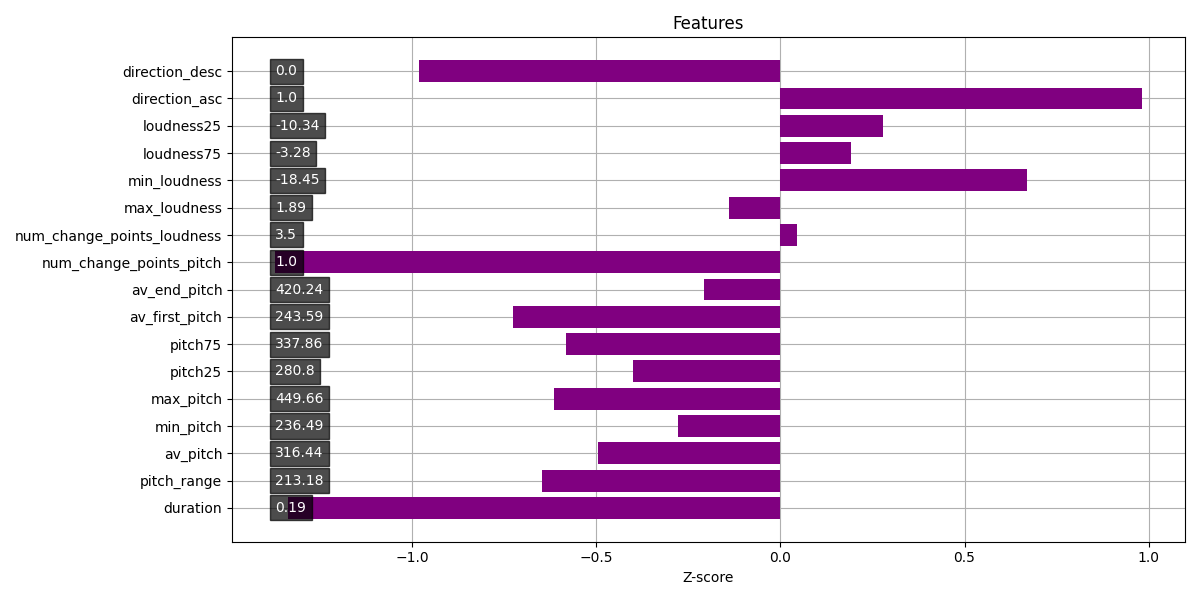 Features
direction_desc 0.0
direction_asc 1.0
loudness25 -10.34
loudness75 -3.28
min_loudness -18.45
max_loudness 1.89
num_change_points_loudness 3.5
num_change_points_pitch 1.0
av_end_pitch 420.24
av_first_pitch 243.59
pitch75 337.86
pitch25 280.8
max_pitch 449.66
min_pitch 236.49
av_pitch 316.44
pitch_range 213.18
duration 0.19
−1.0 −0.5 0.0 0.5 1.0
Z-score